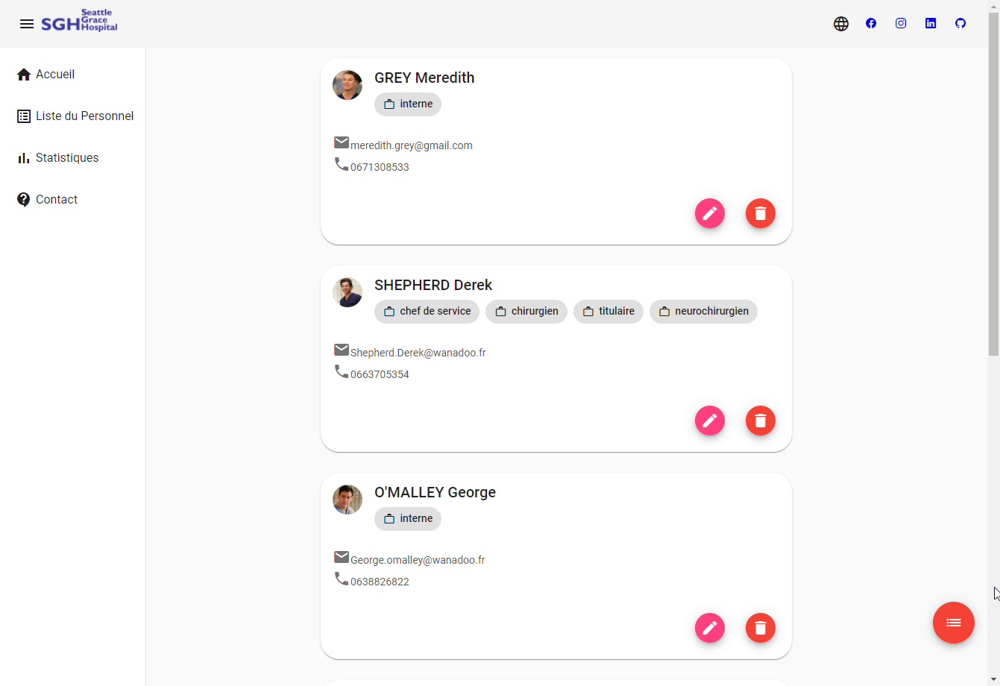 SGH Seattle
Grace
Hospital
Accueil
Liste du Personnel
Statistiques
Contact
GREY Meredith
interne
meredith.grey@gmail.com
0671308533
SHEPHERD Derek
chef de service
chirurgien
titulaire
neurochirurgien
Shepherd.Derek@wanadoo.fr
0663705354
O'MALLEY George
interne
George.omalley@wanadoo.fr
0638826822